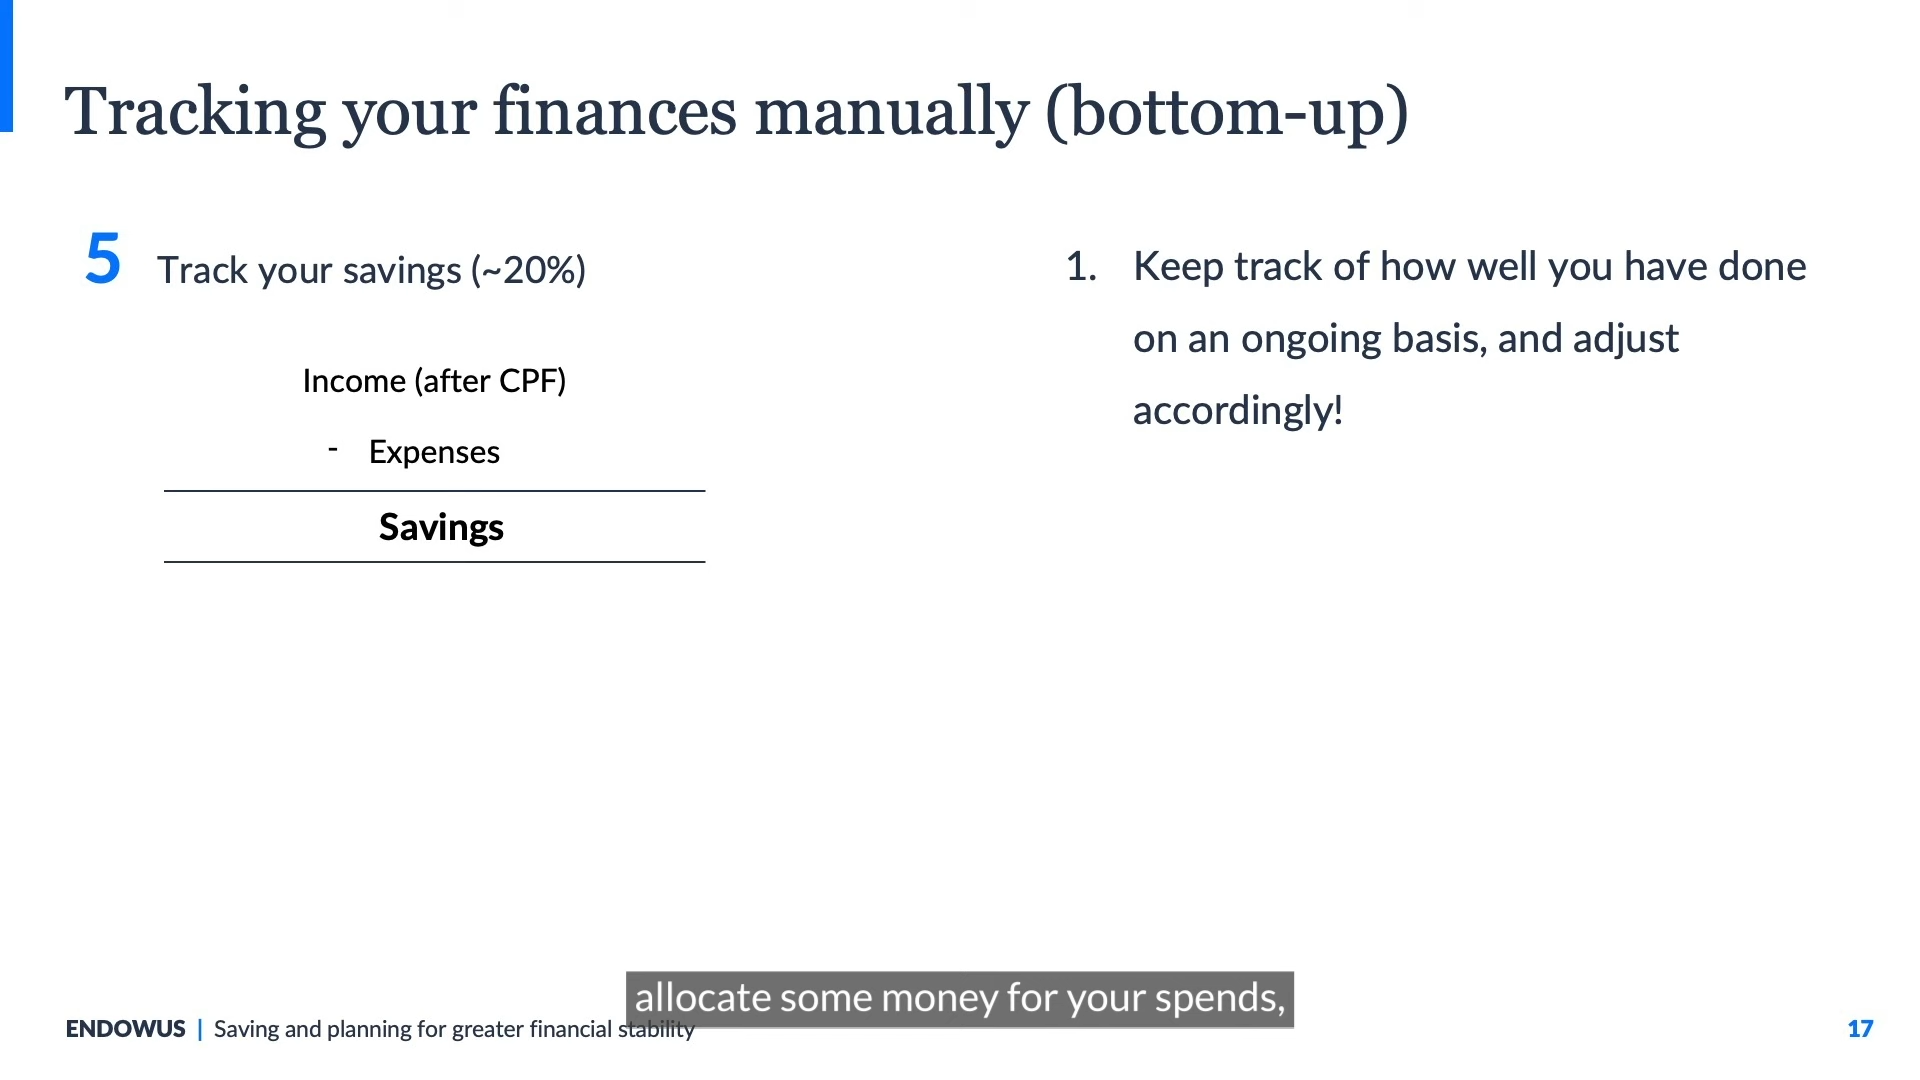 Tracking your finances manually (bottom-up)
5 Track your savings (~20%)
Income (after CPF)
- Expenses
Savings
1. Keep track of how well you have done
on an ongoing basis, and adjust
accordingly!
allocate some money for your spends,
ENDOWUS | Saving and planning for greater financial stability
17